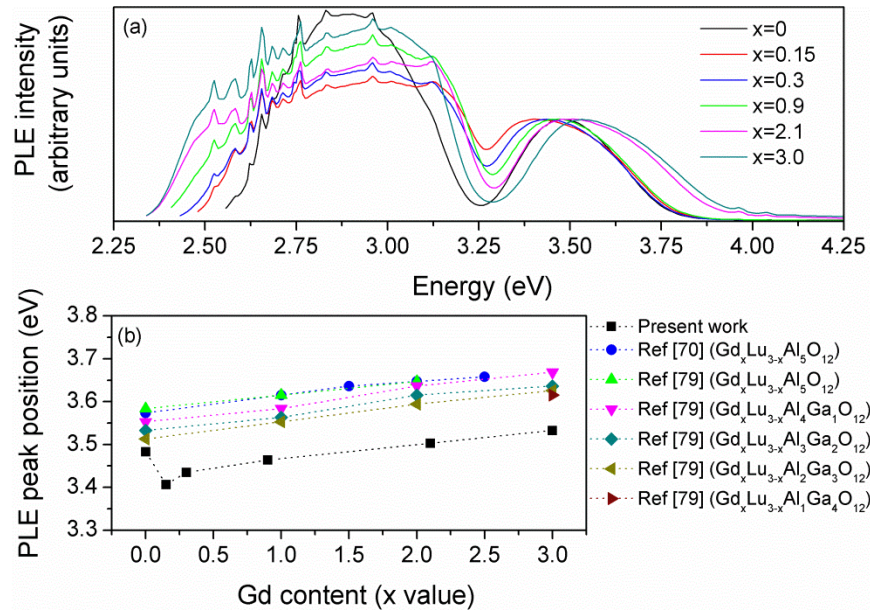 (a)
PLE intensity
(arbitrary units)
x=0
x=0.15
x=0.3
x=0.9
x=2.1
x=3.0
2.25 2.50 2.75 3.00 3.25 3.50 3.75 4.00 4.25
Energy (eV)
(b)
PLE peak position (eV)
3.8
3.7
3.6
3.5
3.4
3.3
0.0 0.5 1.0 1.5 2.0 2.5 3.0
Gd content (x value)
Present work
Ref [70] (GdₓLu₃₋ₓAl₅O₁₂)
Ref [79] (GdₓLu₃₋ₓAl₅O₁₂)
Ref [79] (GdₓLu₃₋ₓAl₄Ga₁O₁₂)
Ref [79] (GdₓLu₃₋ₓAl₃Ga₂O₁₂)
Ref [79] (GdₓLu₃₋ₓAl₂Ga₃O₁₂)
Ref [79] (GdₓLu₃₋ₓAl₁Ga₄O₁₂)